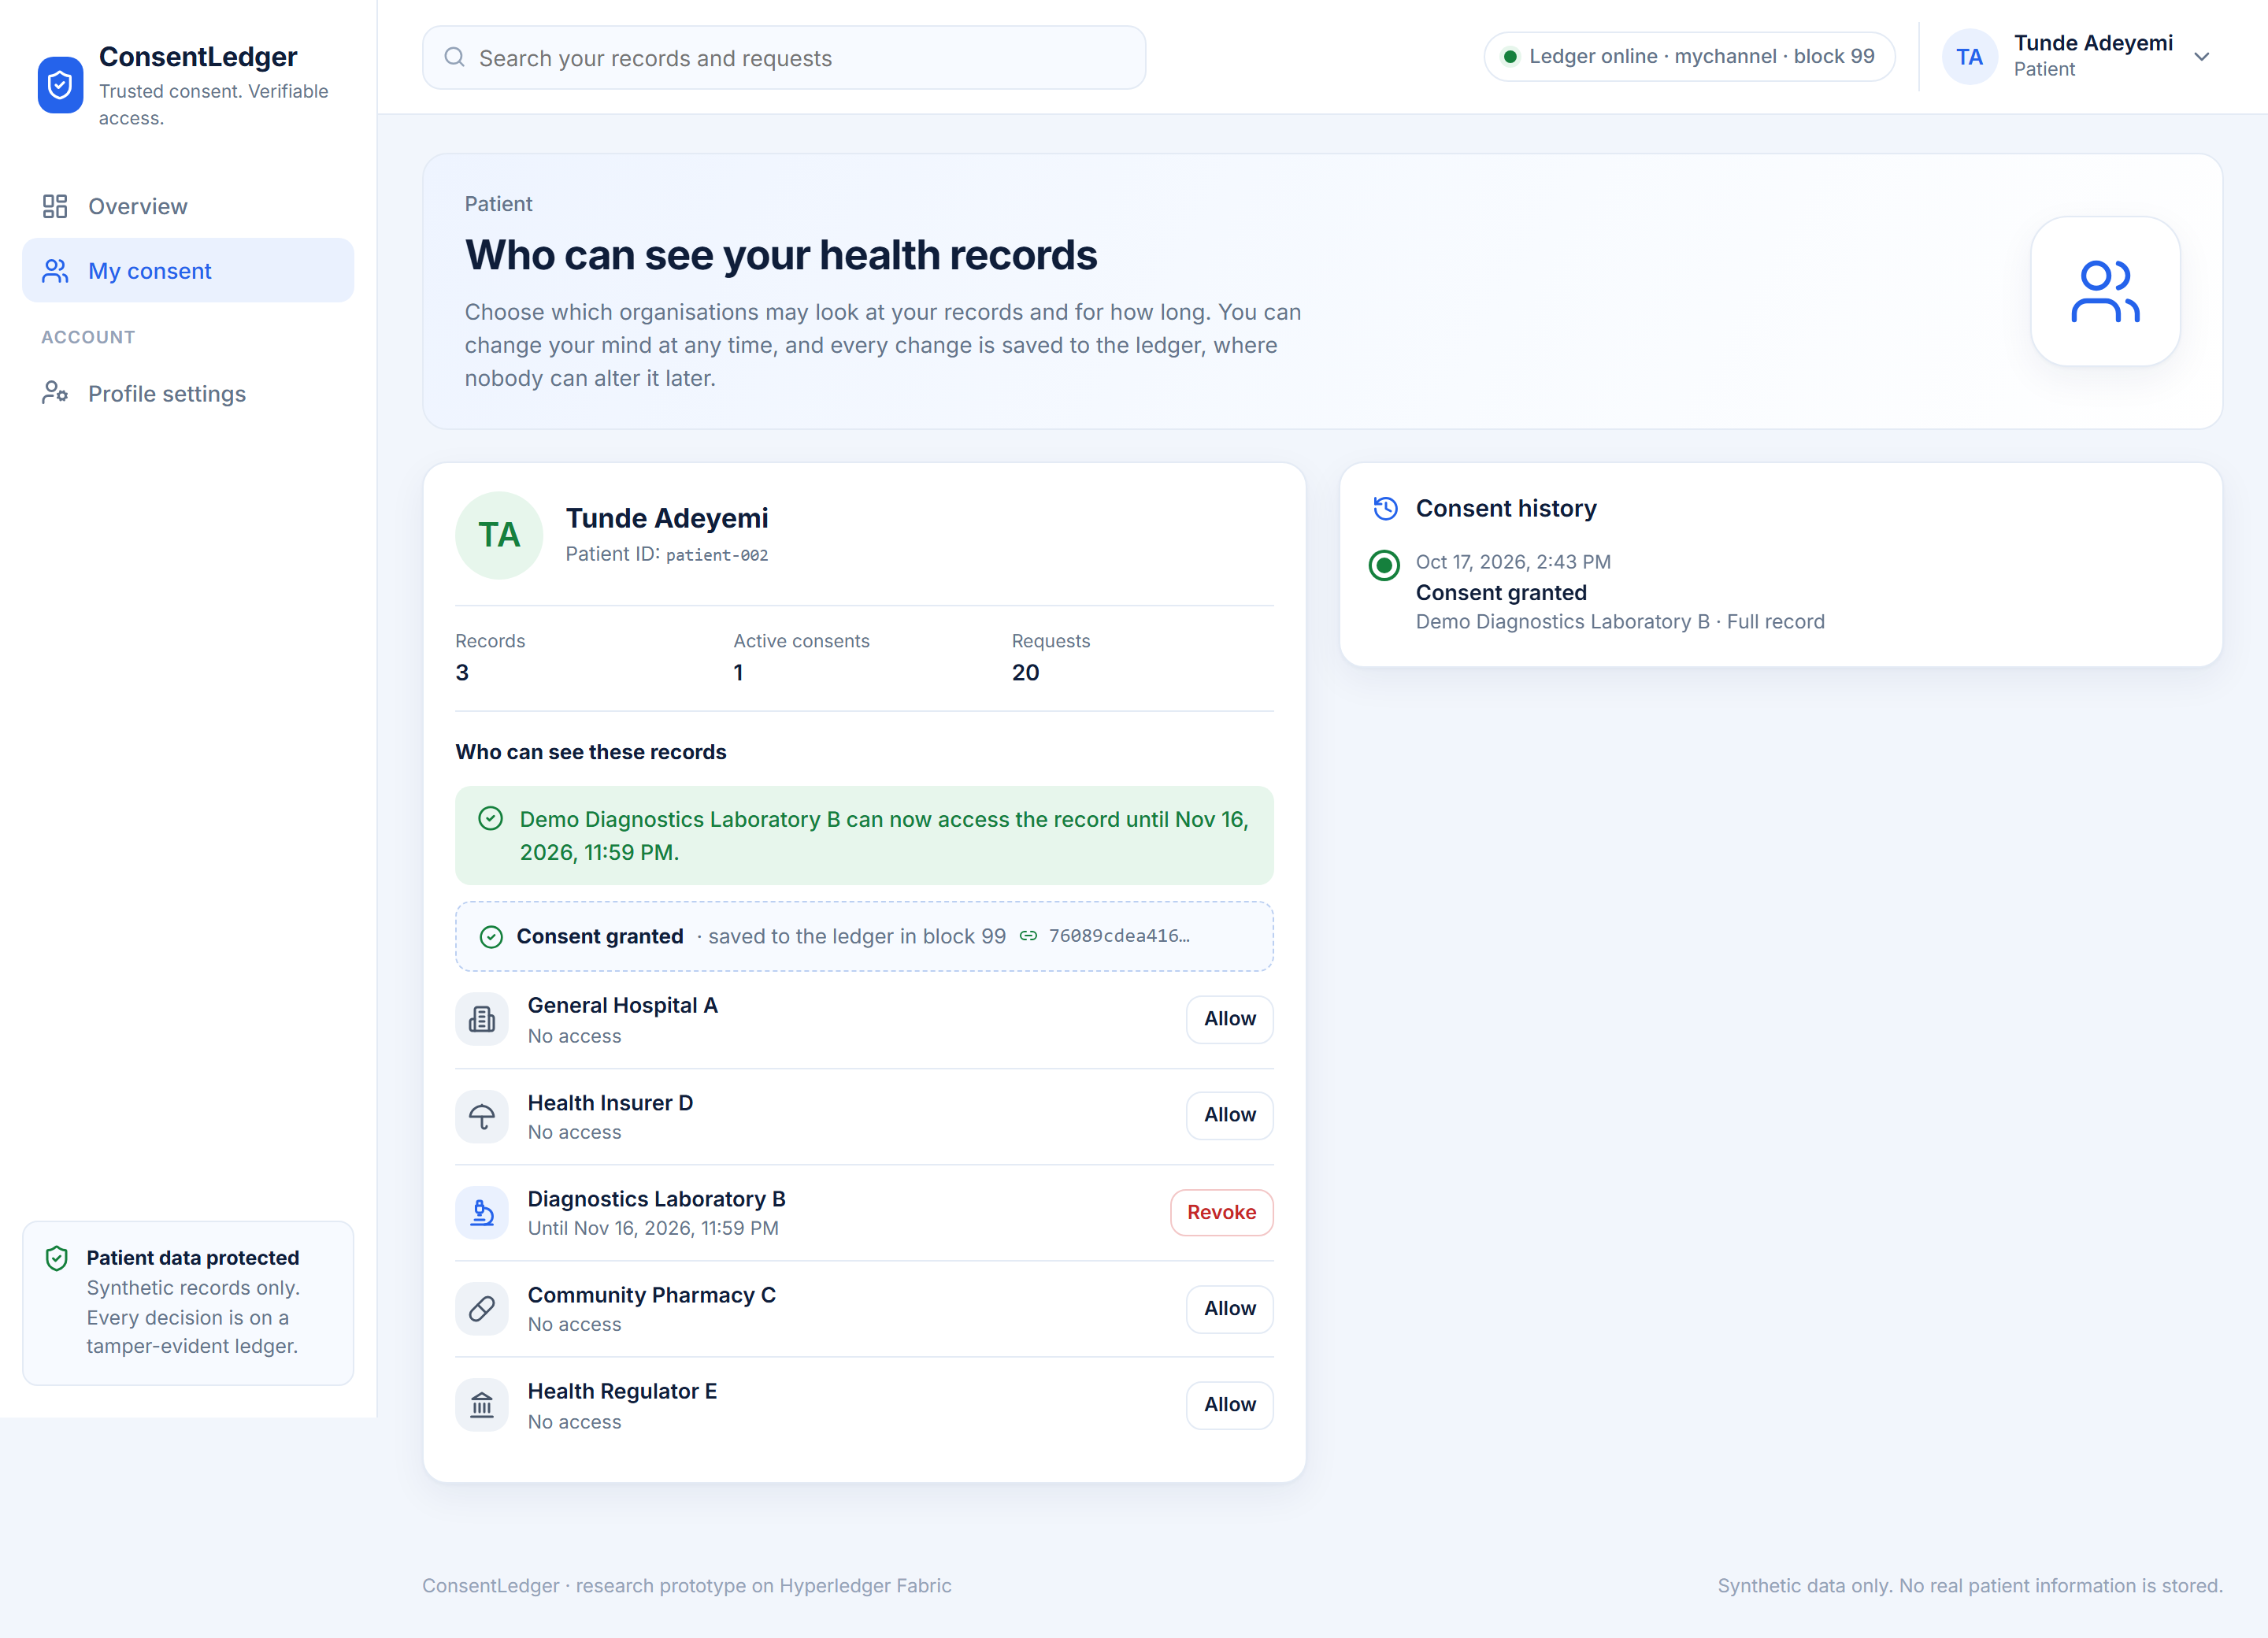 ConsentLedger
Trusted consent. Verifiable
access.
Overview
My consent
ACCOUNT
Profile settings
Patient data protected
Synthetic records only.
Every decision is on a
tamper-evident ledger.
Search your records and requests
Ledger online · mychannel · block 99
TA
Tunde Adeyemi
Patient
Patient
Who can see your health records
Choose which organisations may look at your records and for how long. You can
change your mind at any time, and every change is saved to the ledger, where
nobody can alter it later.
TA
Tunde Adeyemi
Patient ID: patient-002
Records
3
Active consents
1
Requests
20
Who can see these records
Demo Diagnostics Laboratory B can now access the record until Nov 16,
2026, 11:59 PM.
Consent granted · saved to the ledger in block 99 76089cdea416…
General Hospital A
No access
Allow
Health Insurer D
No access
Allow
Diagnostics Laboratory B
Until Nov 16, 2026, 11:59 PM
Revoke
Community Pharmacy C
No access
Allow
Health Regulator E
No access
Allow
Consent history
Oct 17, 2026, 2:43 PM
Consent granted
Demo Diagnostics Laboratory B · Full record
ConsentLedger · research prototype on Hyperledger Fabric
Synthetic data only. No real patient information is stored.